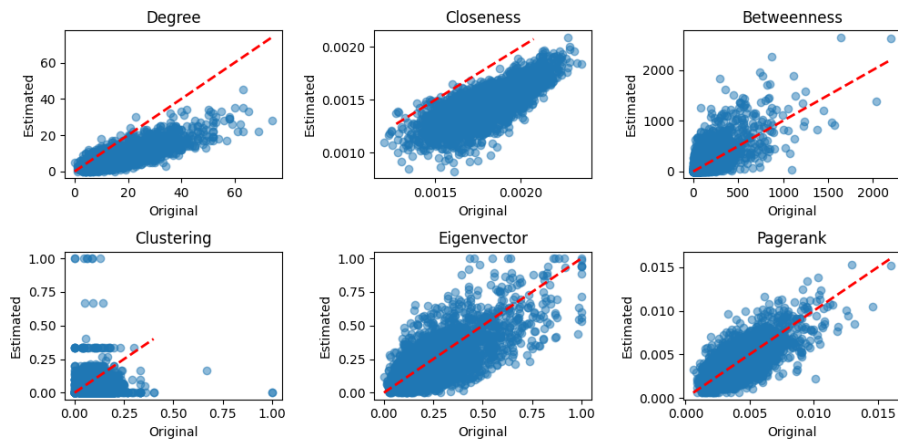 Degree
Estimated
60
40
20
0
0 20 40 60
Original
Closeness
Estimated
0.0020
0.0015
0.0010
0.0015 0.0020
Original
Betweenness
Estimated
2000
1000
0
0 500 1000 1500 2000
Original
Clustering
Estimated
1.00
0.75
0.50
0.25
0.00
0.00 0.25 0.50 0.75 1.00
Original
Eigenvector
Estimated
1.00
0.75
0.50
0.25
0.00
0.00 0.25 0.50 0.75 1.00
Original
Pagerank
Estimated
0.015
0.010
0.005
0.000
0.000 0.005 0.010 0.015
Original